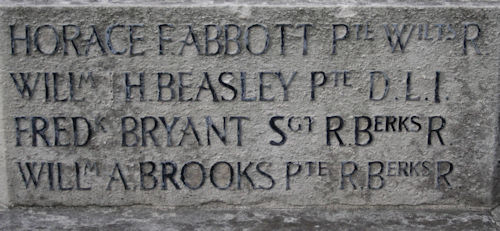 HORACE F. ABBOTT PTE WILTS R.
WILLM H. BEASLEY PTE D.L.I.
FREDK BRYANT SGT R.BERKS R.
WILLM A. BROOKS PTE R.BERKS R.